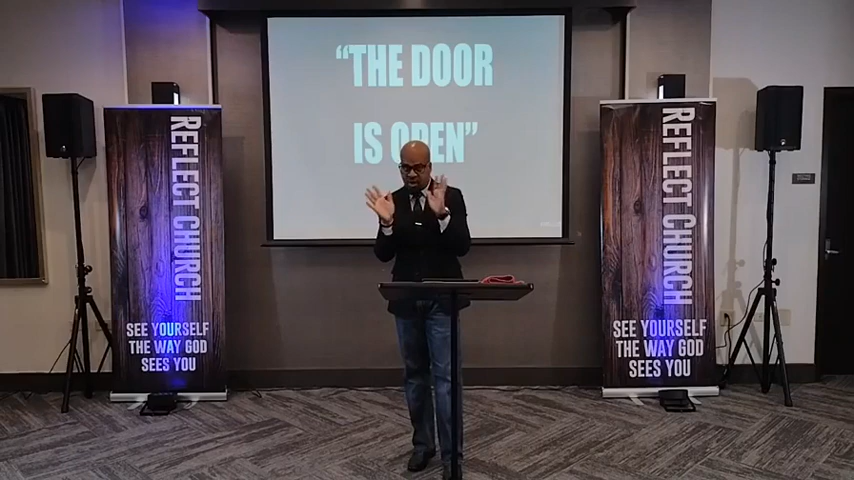 "THE DOOR
IS OPEN"
REFLECT CHURCH
SEE YOURSELF
THE WAY GOD
SEES YOU
REFLECT CHURCH
SEE YOURSELF
THE WAY GOD
SEES YOU